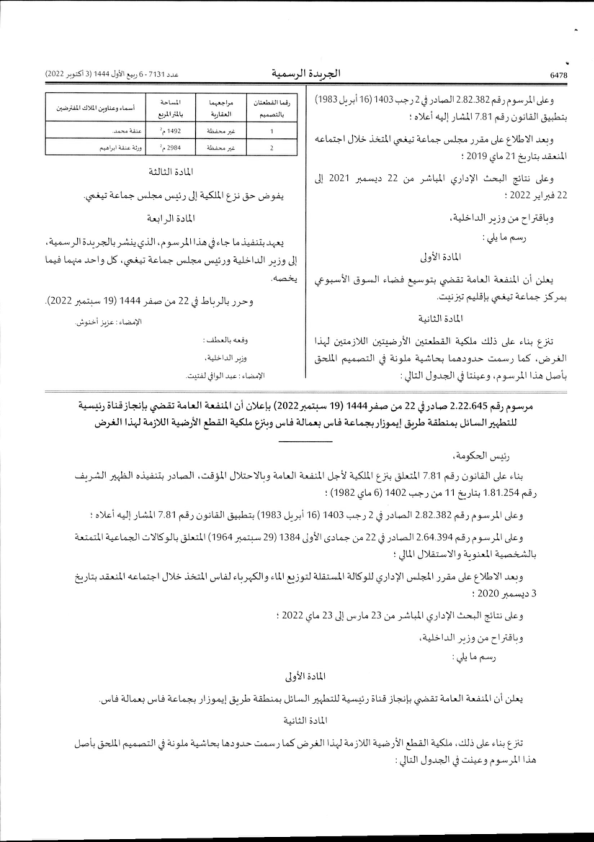 6478
الجريدة الرسمية
عدد 7131 - 6 ربيع الأول 1444 (3 أكتوبر 2022)
وعلى المرسوم رقم 2.82.382 الصادر في 2 رجب 1403 (16 أبريل 1983)
بتطبيق القانون رقم 7.81 المشار إليه أعلاه ؛
وبعد الاطلاع على مقرر مجلس جماعة تيغمي المتخذ خلال اجتماعه
المنعقد بتاريخ 21 ماي 2019 ؛
وعلى نتائج البحث الإداري المباشر من 22 ديسمبر 2021 إلى
22 فبراير 2022 ؛
وباقتراح من وزير الداخلية،
رسم ما يلي :
المادة الأولى
يعلن أن المنفعة العامة تقضي بتوسيع فضاء السوق الأسبوعي
بمركز جماعة تيغمي بإقليم تيزنيت.
المادة الثانية
تنزع بناء على ذلك ملكية القطعتين الأرضيتين اللازمتين لهذا
الغرض، كما رسمت حدودهما بحاشية ملونة في التصميم الملحق
بأصل هذا المرسوم، وعينتا في الجدول التالي :
رقما القطعتان بالتصميم | مراجعهما العقارية | المساحة بالمتر المربع | أسماء وعناوين الملاك المفترضين
1 | غير محفظة | 1492 م² | عنقة محمد.
2 | غير محفظة | 2984 م² | ورثة عنقة ابراهيم
المادة الثالثة
يفوض حق نزع الملكية إلى رئيس مجلس جماعة تيغمي.
المادة الرابعة
يعهد بتنفيذ ما جاء في هذا المرسوم، الذي ينشر بالجريدة الرسمية،
إلى وزير الداخلية ورئيس مجلس جماعة تيغمي، كل واحد منهما فيما
يخصه.
وحرر بالرباط في 22 من صفر 1444 (19 سبتمبر 2022).
الإمضاء : عزيز أخنوش.
وقعه بالعطف :
وزير الداخلية،
الإمضاء : عبد الوافي لفتيت.
مرسوم رقم 2.22.645 صادر في 22 من صفر 1444 (19 سبتمبر 2022) بإعلان أن المنفعة العامة تقضي بإنجاز قناة رئيسية
للتطهير السائل بمنطقة طريق إيموزار بجماعة فاس بعمالة فاس وبنزع ملكية القطع الأرضية اللازمة لهذا الغرض
رئيس الحكومة،
بناء على القانون رقم 7.81 المتعلق بنزع الملكية لأجل المنفعة العامة وبالاحتلال المؤقت، الصادر بتنفيذه الظهير الشريف
رقم 1.81.254 بتاريخ 11 من رجب 1402 (6 ماي 1982) ؛
وعلى المرسوم رقم 2.82.382 الصادر في 2 رجب 1403 (16 أبريل 1983) بتطبيق القانون رقم 7.81 المشار إليه أعلاه ؛
وعلى المرسوم رقم 2.64.394 الصادر في 22 من جمادى الأولى 1384 (29 سبتمبر 1964) المتعلق بالوكالات الجماعية المتمتعة
بالشخصية المعنوية والاستقلال المالي ؛
وبعد الاطلاع على مقرر المجلس الإداري للوكالة المستقلة لتوزيع الماء والكهرباء لفاس المتخذ خلال اجتماعه المنعقد بتاريخ
3 ديسمبر 2020 ؛
وعلى نتائج البحث الإداري المباشر من 23 مارس إلى 23 ماي 2022 ؛
وباقتراح من وزير الداخلية،
رسم ما يلي :
المادة الأولى
يعلن أن المنفعة العامة تقضي بإنجاز قناة رئيسية للتطهير السائل بمنطقة طريق إيموزار بجماعة فاس بعمالة فاس.
المادة الثانية
تنزع بناء على ذلك، ملكية القطع الأرضية اللازمة لهذا الغرض كما رسمت حدودها بحاشية ملونة في التصميم الملحق بأصل
هذا المرسوم وعينت في الجدول التالي :